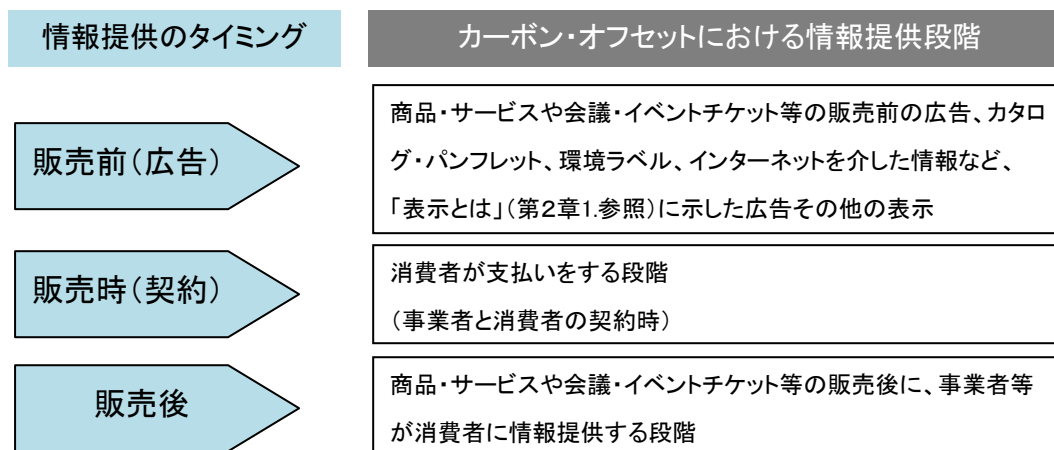 情報提供のタイミング
カーボン・オフセットにおける情報提供段階
販売前(広告)
商品・サービスや会議・イベントチケット等の販売前の広告、カタロ
グ・パンフレット、環境ラベル、インターネットを介した情報など、
「表示とは」(第2章1.参照)に示した広告その他の表示
販売時(契約)
消費者が支払いをする段階
(事業者と消費者の契約時)
販売後
商品・サービスや会議・イベントチケット等の販売後に、事業者等
が消費者に情報提供する段階